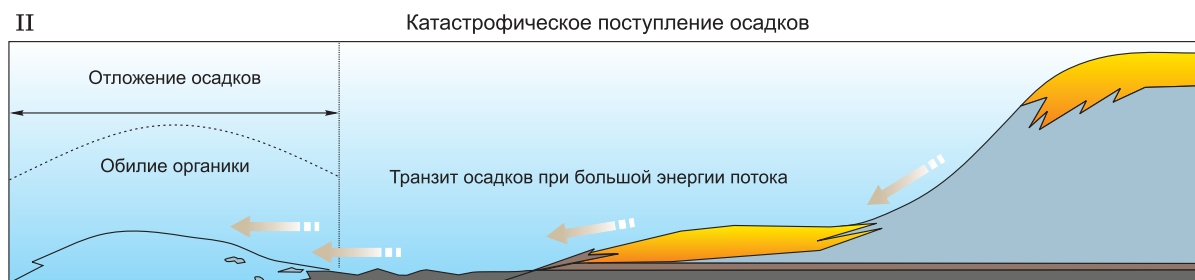 II
Катастрофическое поступление осадков
Отложение осадков
Обилие органики
Транзит осадков при большой энергии потока